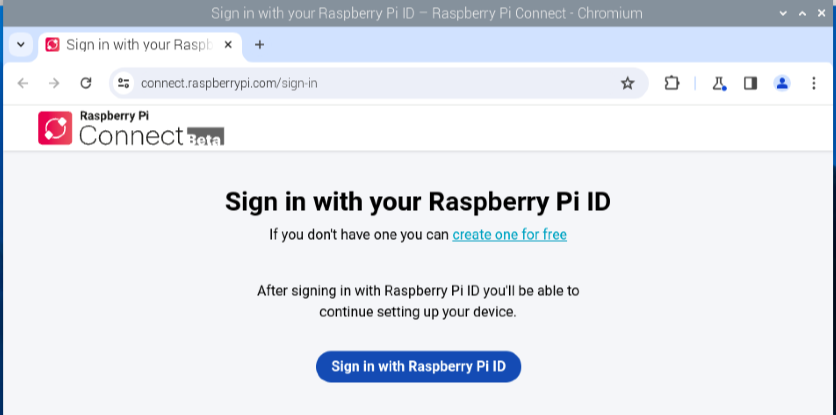 Sign in with your Raspberry Pi ID – Raspberry Pi Connect - Chromium
Sign in with your Raspb
connect.raspberrypi.com/sign-in
Raspberry Pi
Connect Beta
Sign in with your Raspberry Pi ID
If you don't have one you can create one for free
After signing in with Raspberry Pi ID you'll be able to
continue setting up your device.
Sign in with Raspberry Pi ID